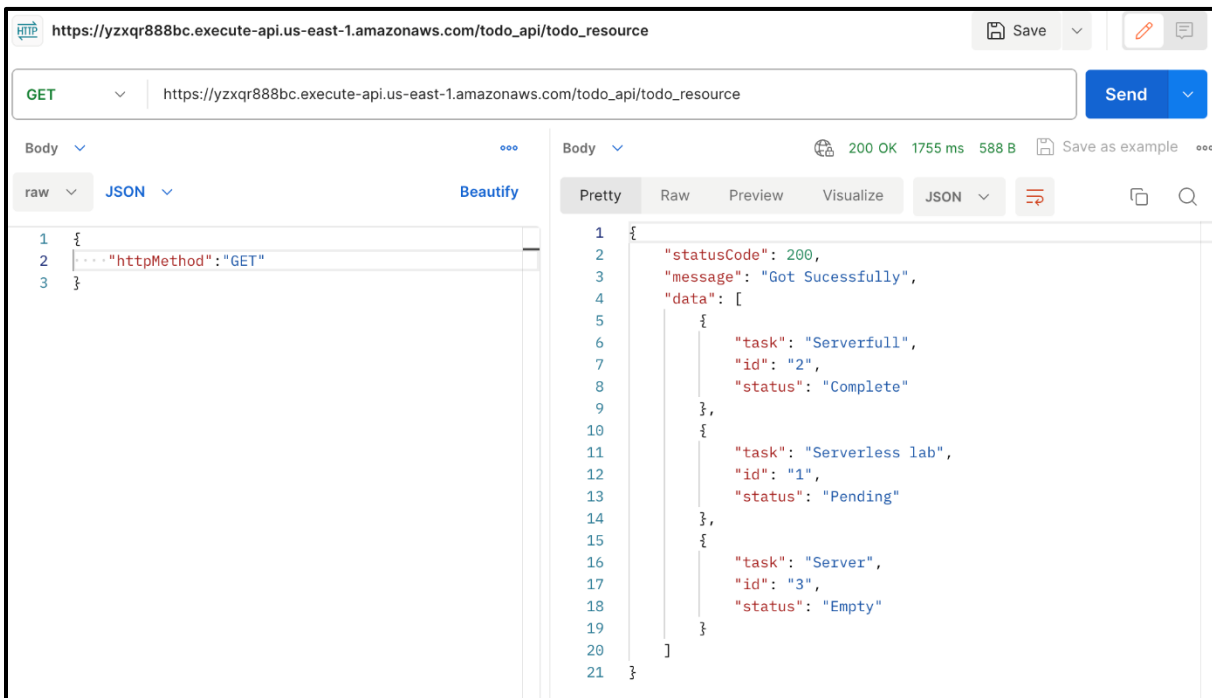 HTTP https://yzxqr888bc.execute-api.us-east-1.amazonaws.com/todo_api/todo_resource Save
GET https://yzxqr888bc.execute-api.us-east-1.amazonaws.com/todo_api/todo_resource Send
Body
raw JSON Beautify
1 {
2 "httpMethod":"GET"
3 }
Body 200 OK 1755 ms 588 B Save as example
Pretty Raw Preview Visualize JSON
1 {
2 "statusCode": 200,
3 "message": "Got Sucessfully",
4 "data": [
5 {
6 "task": "Serverfull",
7 "id": "2",
8 "status": "Complete"
9 },
10 {
11 "task": "Serverless lab",
12 "id": "1",
13 "status": "Pending"
14 },
15 {
16 "task": "Server",
17 "id": "3",
18 "status": "Empty"
19 }
20 ]
21 }